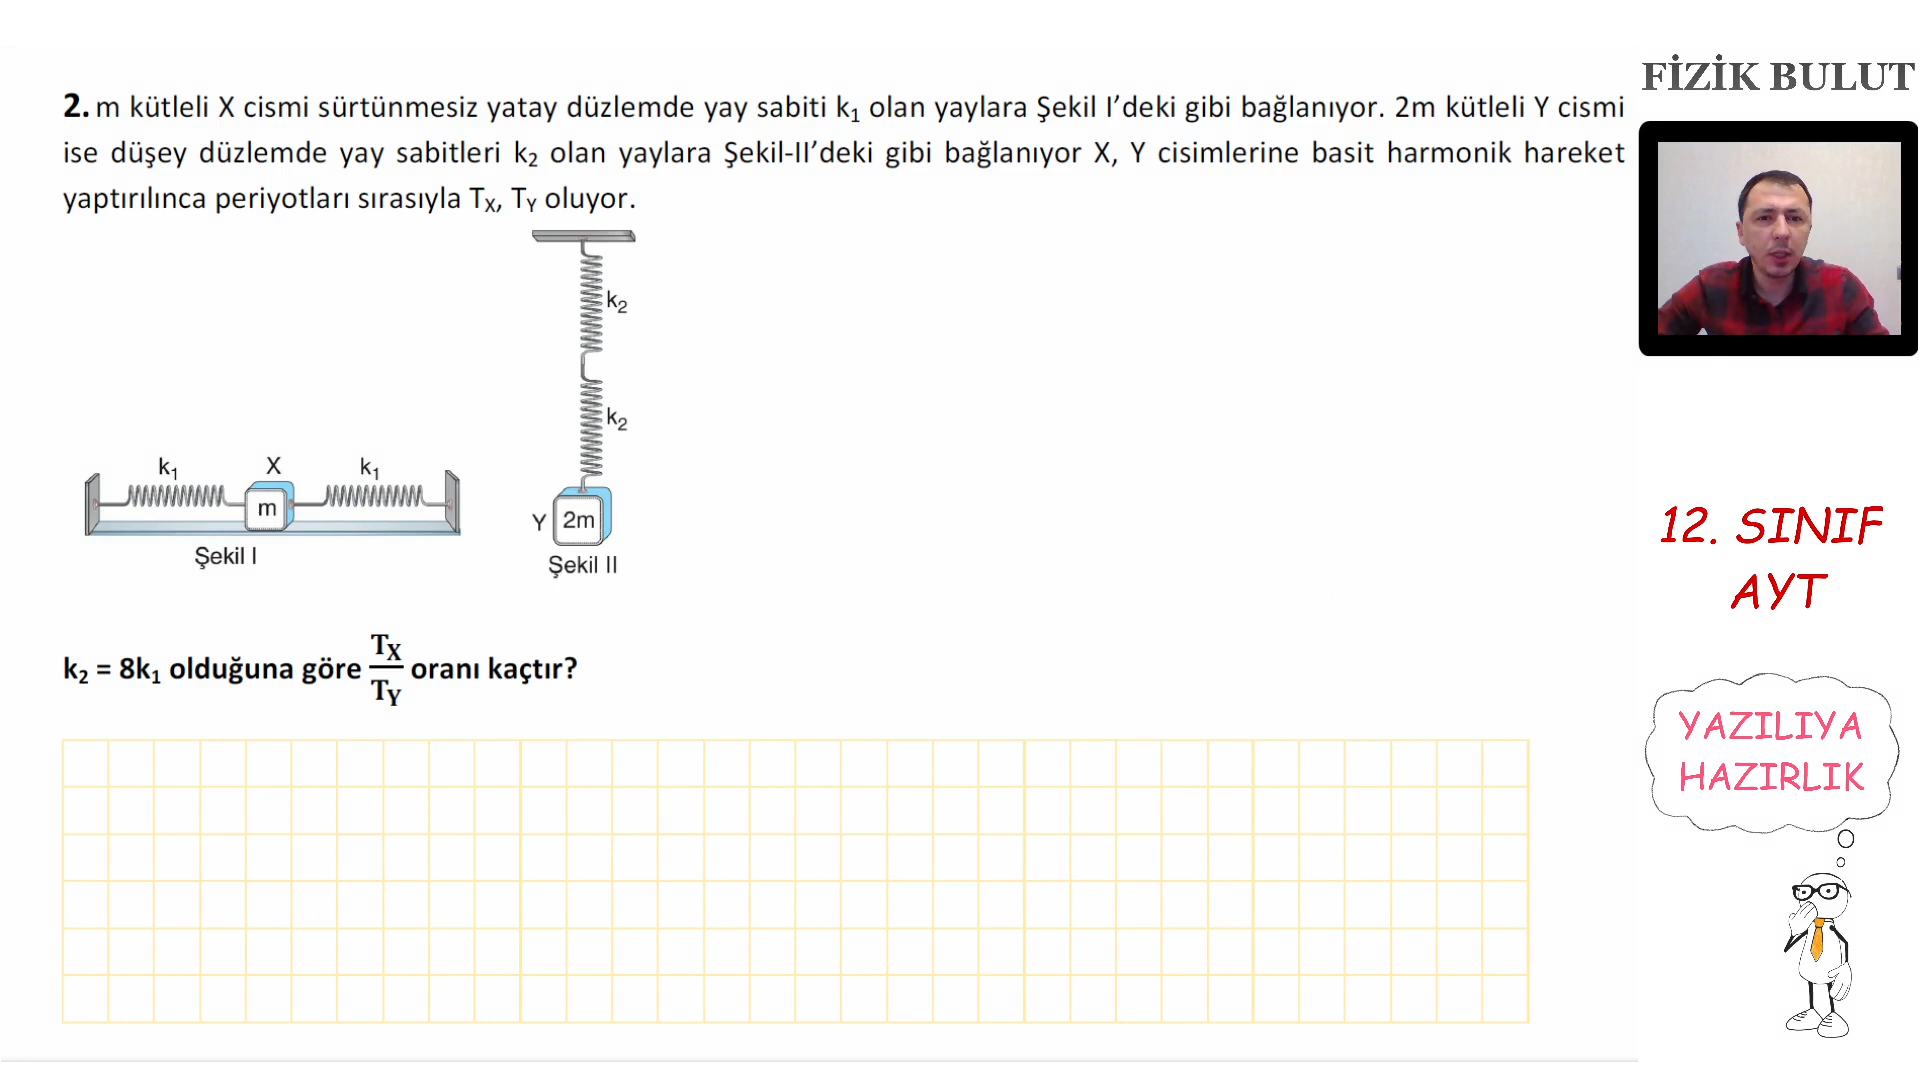 FİZİK BULUT
2. m kütleli X cismi sürtünmesiz yatay düzlemde yay sabiti k₁ olan yaylara Şekil I’deki gibi bağlanıyor. 2m kütleli Y cismi
ise düşey düzlemde yay sabitleri k₂ olan yaylara Şekil-II’deki gibi bağlanıyor X, Y cisimlerine basit harmonik hareket
yaptırılınca periyotları sırasıyla Tₓ, Tᵧ oluyor.
k₂
k₂
k₁ X k₁
m
Şekil I
Y 2m
Şekil II
k₂ = 8k₁ olduğuna göre T_X/T_Y oranı kaçtır?
12. SINIF
AYT
YAZILIYA
HAZIRLIK